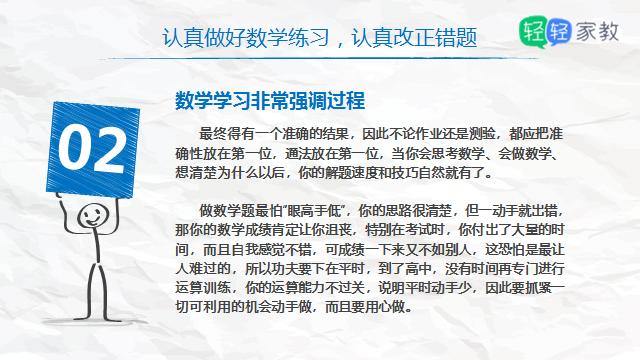 认真做好数学练习，认真改正错题
轻轻家教
数学学习非常强调过程
02
最终得有一个准确的结果，因此不论作业还是测验，都应把准
确性放在第一位，通法放在第一位，当你会思考数学、会做数学、
想清楚为什么以后，你的解题速度和技巧自然就有了。
做数学题最怕“眼高手低”，你的思路很清楚，但一动手就出错，
那你的数学成绩肯定让你沮丧，特别在考试时，你付出了大量的时
间，而且自我感觉不错，可成绩一下来又不如别人，这恐怕是最让
人难过的，所以功夫要下在平时，到了高中，没有时间再专门进行
运算训练，你的运算能力不过关，说明平时动手少，因此要抓紧一
切可利用的机会动手做，而且要用心做。